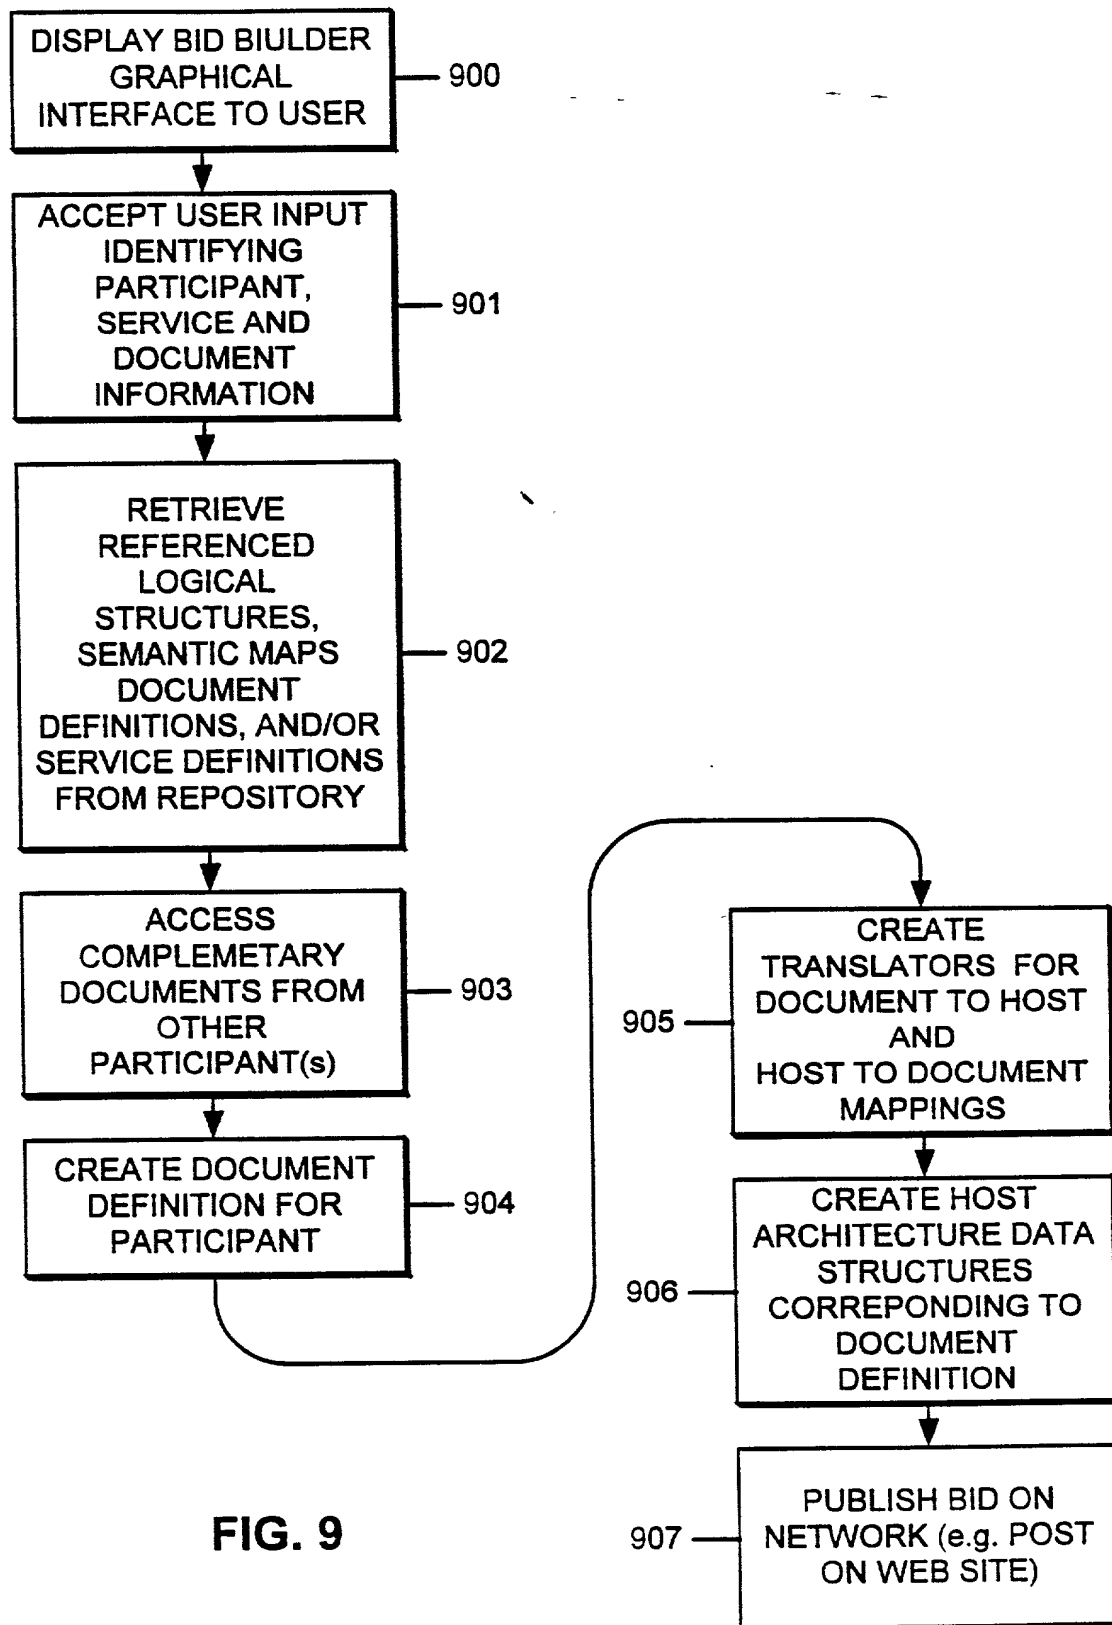 DISPLAY BID BIULDER
GRAPHICAL
INTERFACE TO USER
900
ACCEPT USER INPUT
IDENTIFYING
PARTICIPANT,
SERVICE AND
DOCUMENT
INFORMATION
901
RETRIEVE
REFERENCED
LOGICAL
STRUCTURES,
SEMANTIC MAPS
DOCUMENT
DEFINITIONS, AND/OR
SERVICE DEFINITIONS
FROM REPOSITORY
902
ACCESS
COMPLEMETARY
DOCUMENTS FROM
OTHER
PARTICIPANT(s)
903
CREATE DOCUMENT
DEFINITION FOR
PARTICIPANT
904
CREATE
TRANSLATORS FOR
DOCUMENT TO HOST
AND
HOST TO DOCUMENT
MAPPINGS
905
CREATE HOST
ARCHITECTURE DATA
STRUCTURES
CORREPONDING TO
DOCUMENT
DEFINITION
906
PUBLISH BID ON
NETWORK (e.g. POST
ON WEB SITE)
907
FIG. 9